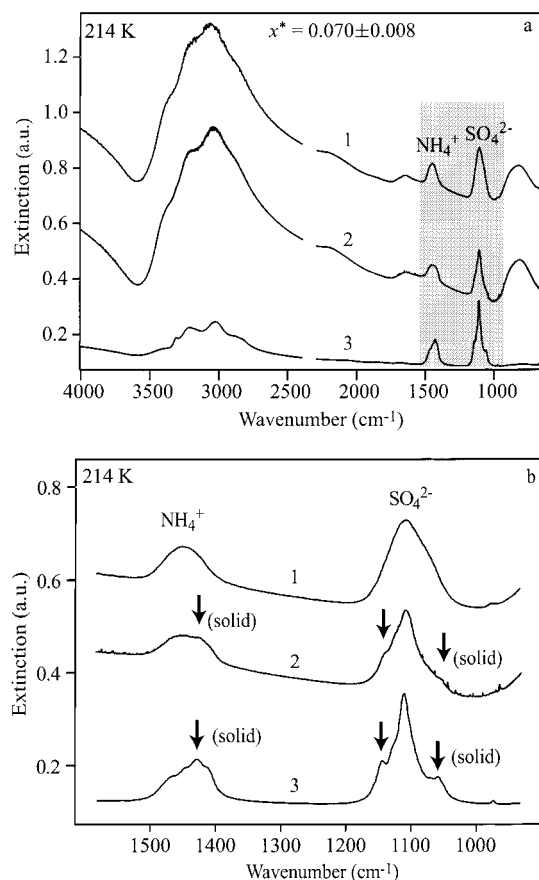 214 K
x* = 0.070±0.008
a
1.2
1.0
0.8
0.6
0.4
0.2
Extinction (a.u.)
1
2
3
NH₄⁺
SO₄²⁻
4000 3500 3000 2500 2000 1500 1000
Wavenumber (cm⁻¹)
214 K
b
0.8
0.6
0.4
0.2
Extinction (a.u.)
NH₄⁺
SO₄²⁻
1
(solid)
(solid)
2
(solid)
(solid)
3
1500 1400 1300 1200 1100 1000
Wavenumber (cm⁻¹)